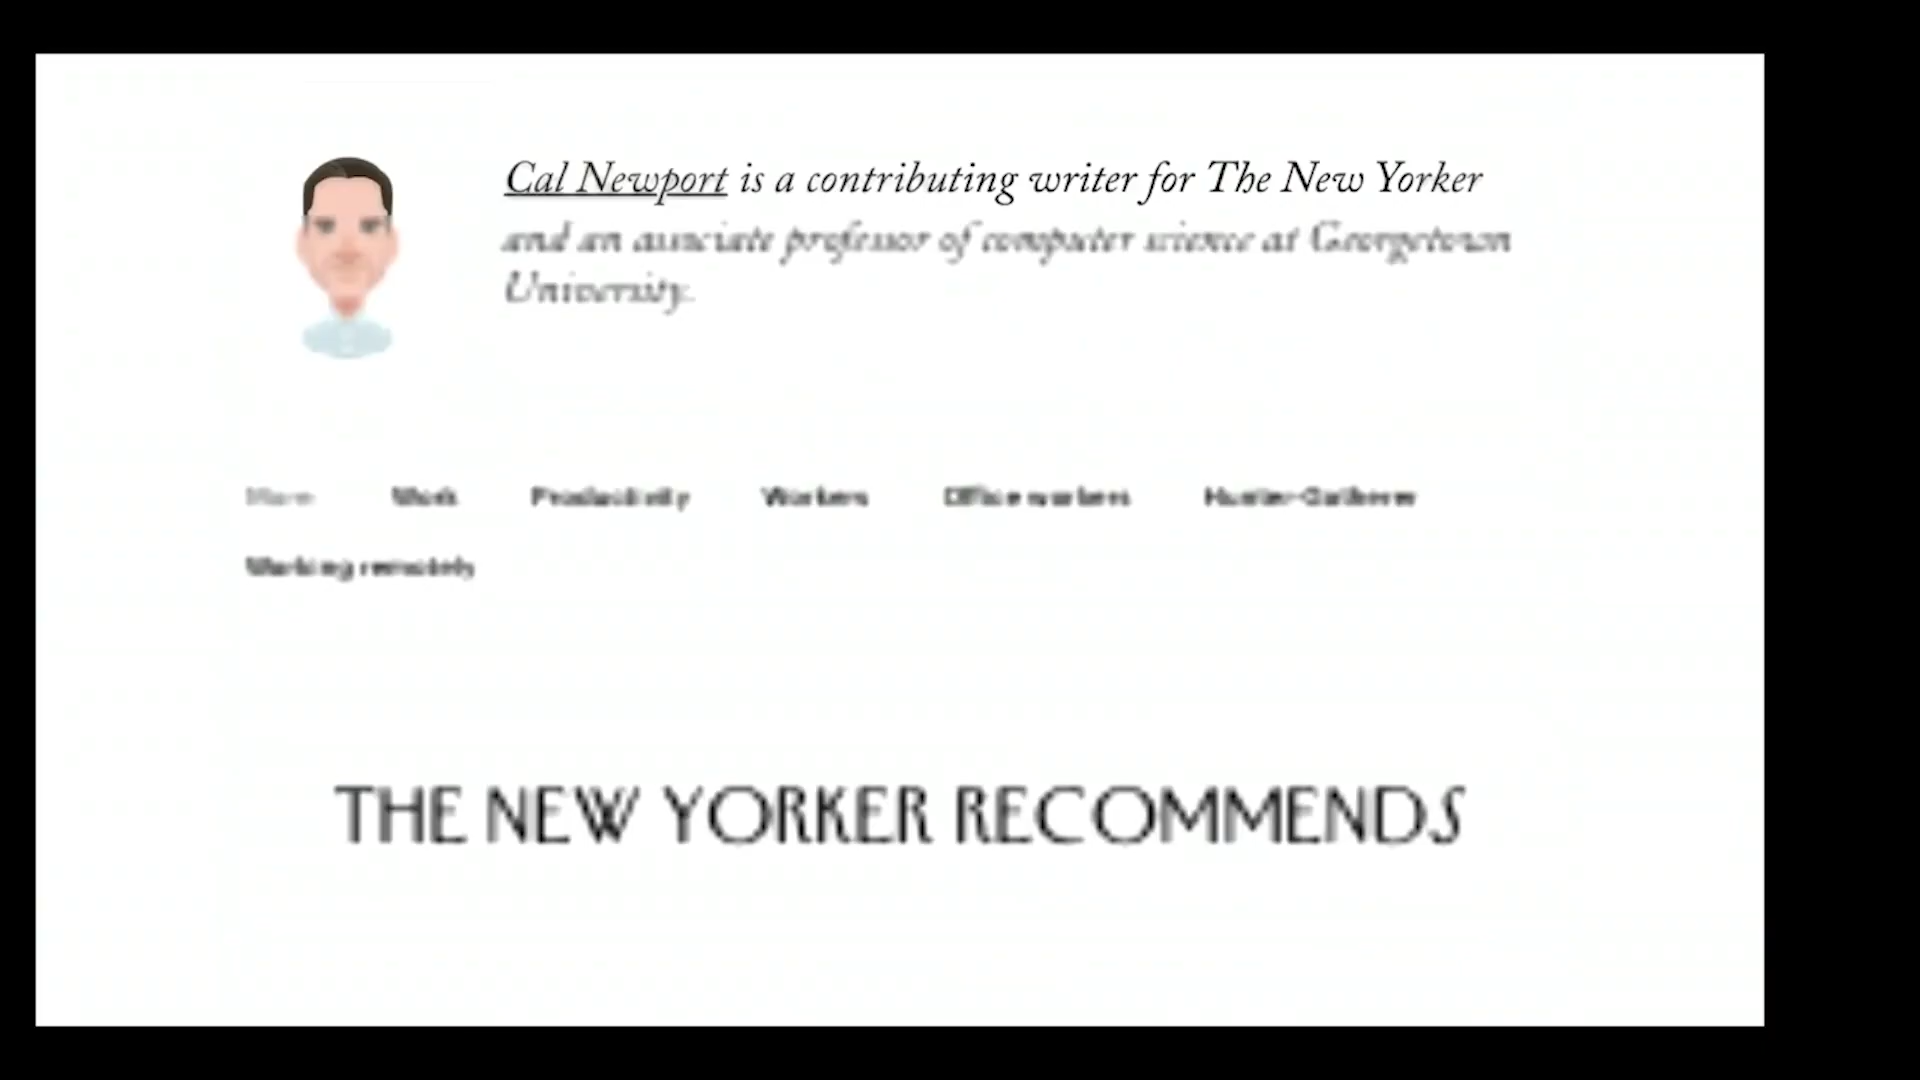 Cal Newport is a contributing writer for The New Yorker
and an associate professor of computer science at Georgetown
University.
More Work Productivity Workers Office workers Hunter-Gatherer
Working remotely
THE NEW YORKER RECOMMENDS